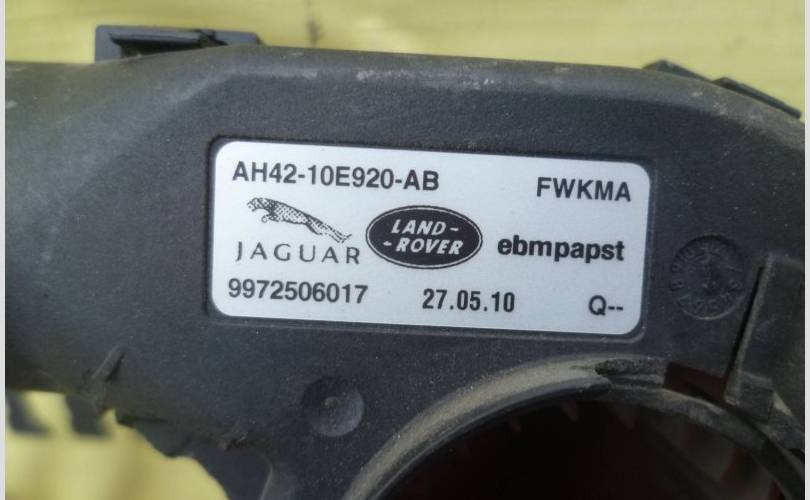 AH42-10E920-AB FWKMA
JAGUAR LAND-
-ROVER ebmpapst
9972506017 27.05.10 Q--